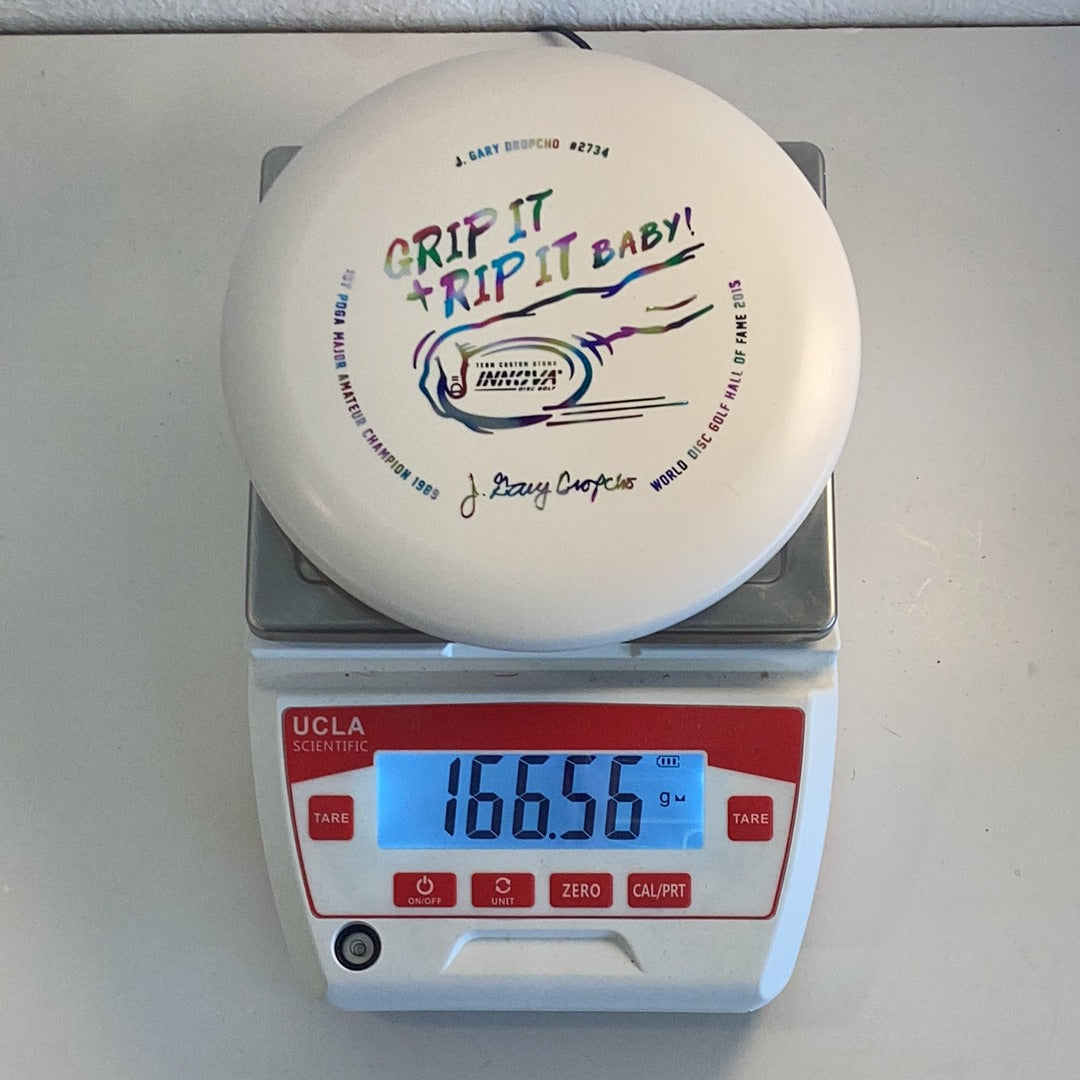 J. GARY DROPCHO #2734
GRIP IT
+ RIP IT BABY!
1ST PDGA MAJOR AMATEUR CHAMPION 1989
WORLD DISC GOLF HALL OF FAME 2015
TEAM CUSTOM STAMP
INNOVA
DISC GOLF
J. Gary Dropcho
UCLA
SCIENTIFIC
166.56
g
TARE
TARE
ON/OFF
UNIT
ZERO
CAL/PRT